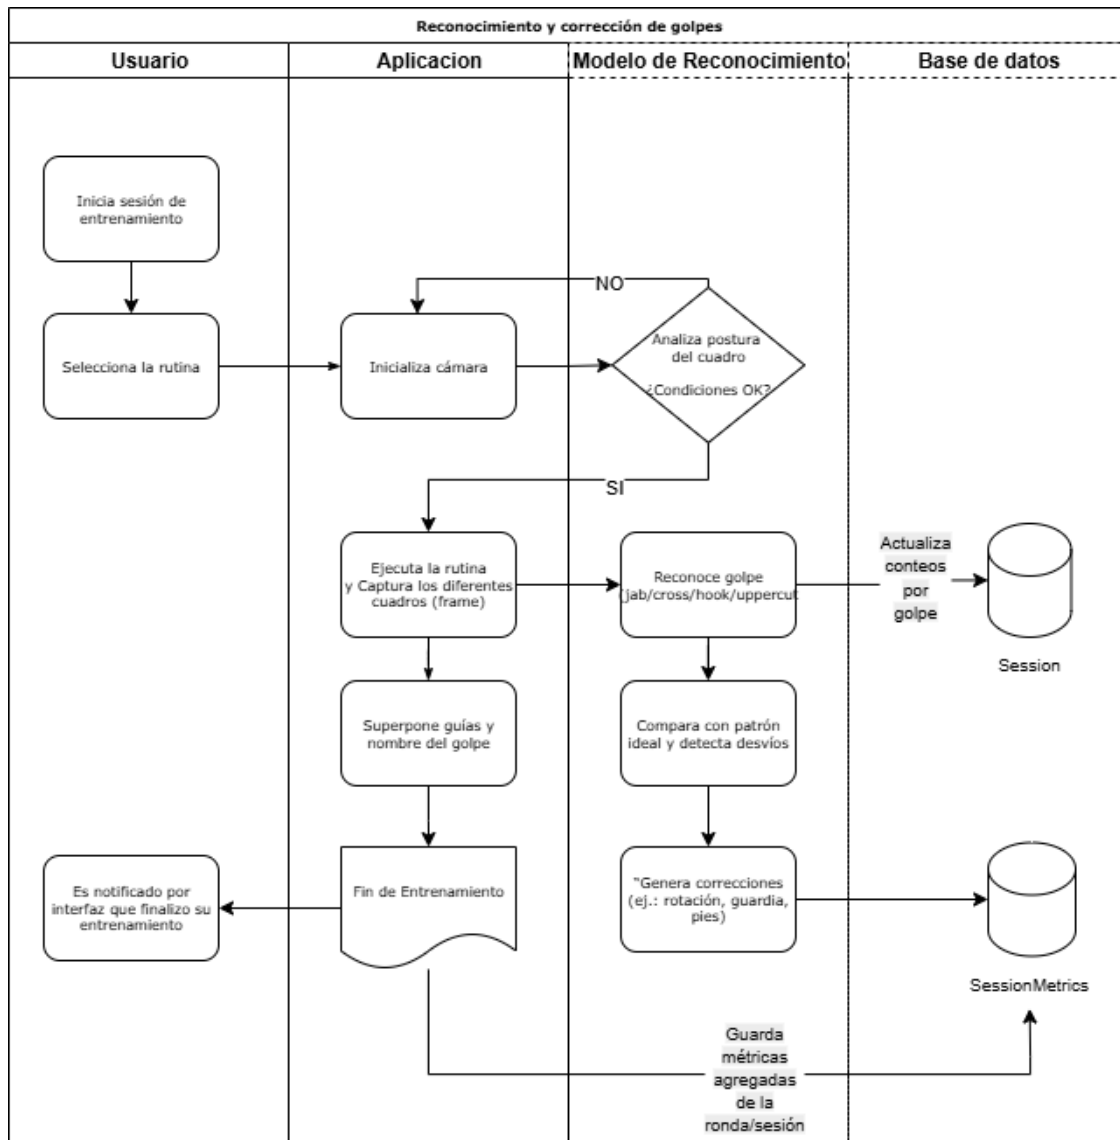 Reconocimiento y corrección de golpes
Usuario
Aplicacion
Modelo de Reconocimiento
Base de datos
Inicia sesión de
entrenamiento
Selecciona la rutina
Inicializa cámara
NO
Analiza postura
del cuadro
¿Condiciones OK?
SI
Ejecuta la rutina
y Captura los diferentes
cuadros (frame)
Reconoce golpe
(jab/cross/hook/uppercut
Actualiza
conteos
por
golpe
Session
Superpone guías y
nombre del golpe
Compara con patrón
ideal y detecta desvíos
Es notificado por
interfaz que finalizo su
entrenamiento
Fin de Entrenamiento
“Genera correcciones
(ej.: rotación, guardia,
pies)
SessionMetrics
Guarda
métricas
agregadas
de la
ronda/sesión